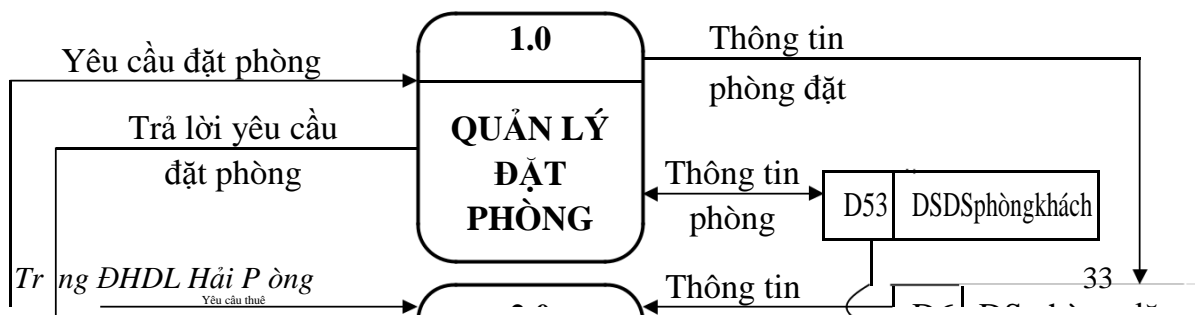 1.0
Thông tin
phòng đặt
Yêu cầu đặt phòng
Trả lời yêu cầu
đặt phòng
QUẢN LÝ
ĐẶT
PHÒNG
Thông tin
phòng
D53 DSDSphòngkhách
Tr ng ĐHDL Hải P òng
33
Yêu cầu thuê
Thông tin